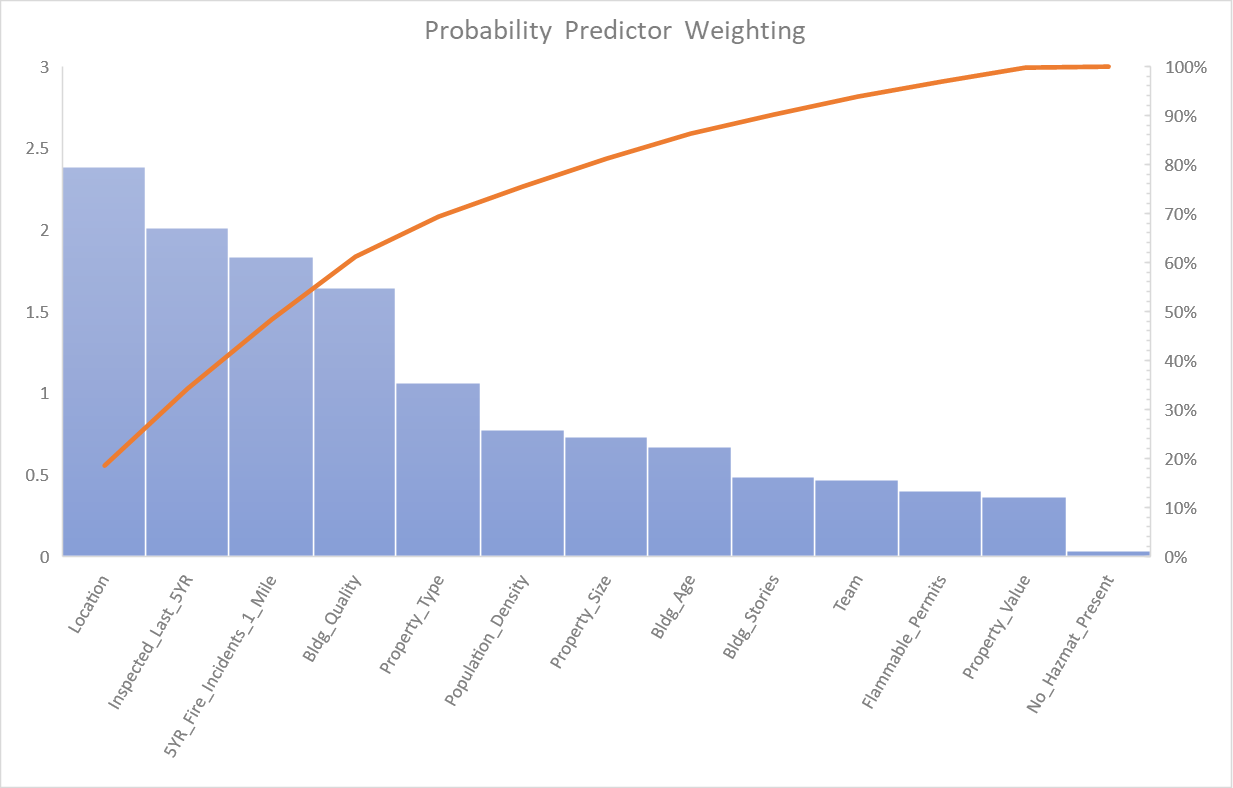 Probability Predictor Weighting
3
2.5
2
1.5
1
0.5
0
100%
90%
80%
70%
60%
50%
40%
30%
20%
10%
0%
Location
Inspected_Last_5YR
5YR_Fire_Incidents_1_Mile
Bldg_Quality
Property_Type
Population_Density
Property_Size
Bldg_Age
Bldg_Stories
Team
Flammable_Permits
Property_Value
No_Hazmat_Present